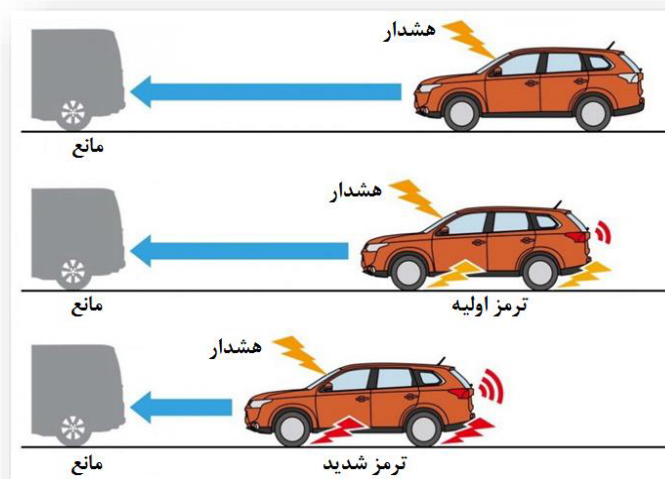 هشدار
مانع
هشدار
ترمز اولیه
مانع
هشدار
ترمز شدید
مانع